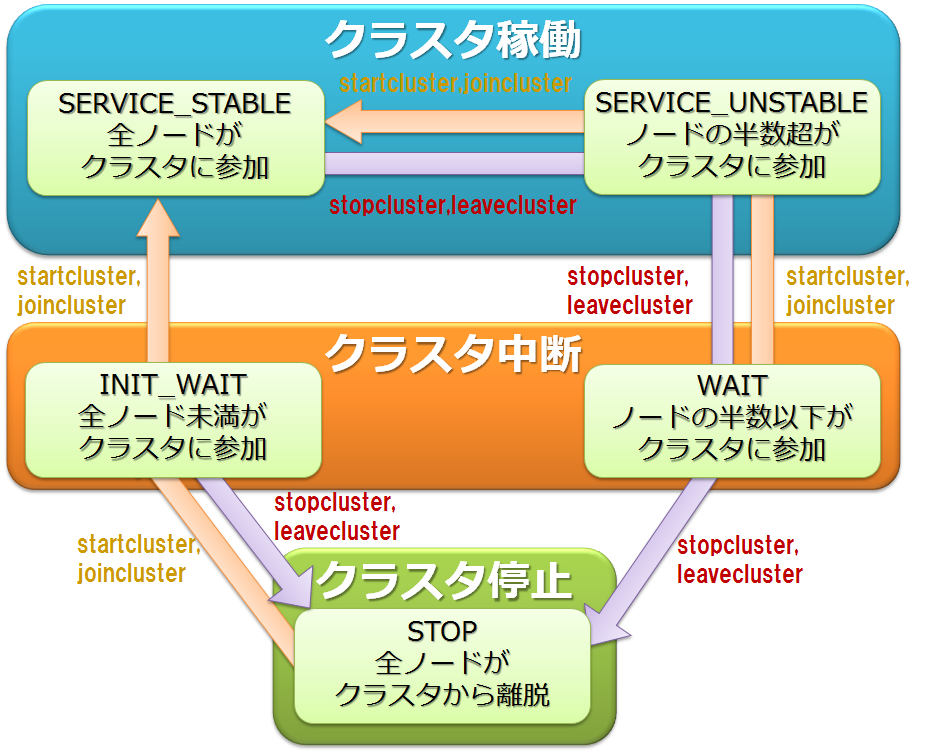 クラスタ稼働
startcluster,joincluster
SERVICE_STABLE
全ノードが
クラスタに参加
SERVICE_UNSTABLE
ノードの半数超が
クラスタに参加
stopcluster,leavecluster
startcluster,
joincluster
stopcluster,
leavecluster
startcluster,
joincluster
クラスタ中断
INIT_WAIT
全ノード未満が
クラスタに参加
WAIT
ノードの半数以下が
クラスタに参加
stopcluster,
leavecluster
startcluster,
joincluster
stopcluster,
leavecluster
クラスタ停止
STOP
全ノードが
クラスタから離脱